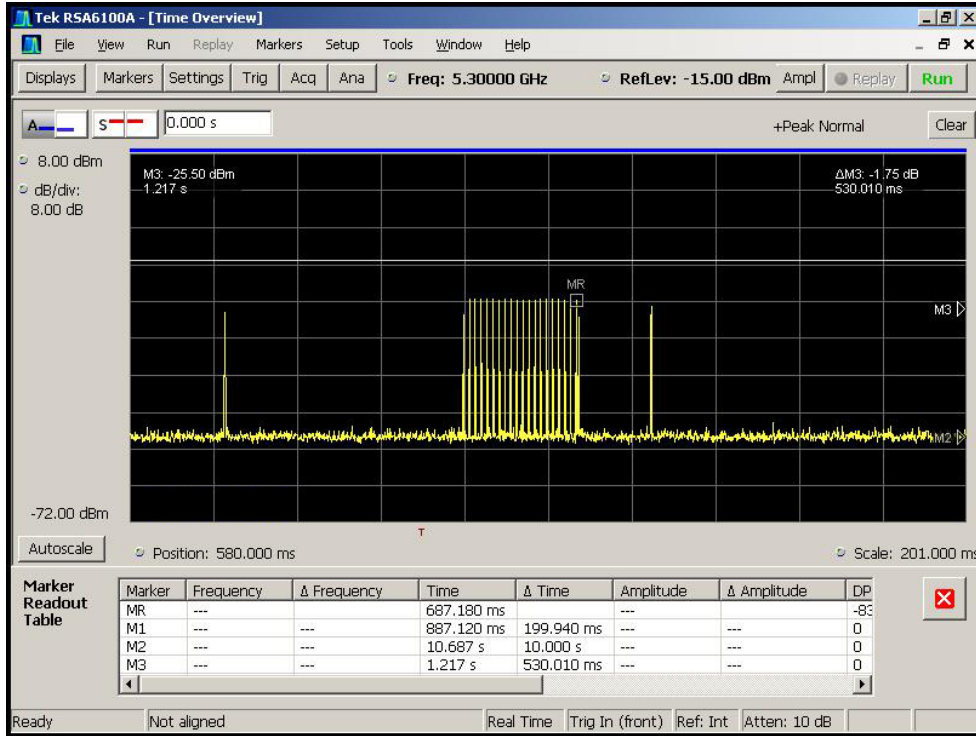 Tek RSA6100A - [Time Overview]
File View Run Replay Markers Setup Tools Window Help
Displays Markers Settings Trig Acq Ana Freq: 5.30000 GHz RefLev: -15.00 dBm Ampl Replay Run
A S 0.000 s +Peak Normal Clear
8.00 dBm
dB/div:
8.00 dB
M3: -25.50 dBm
1.217 s
ΔM3: -1.75 dB
530.010 ms
MR
M3
M2
-72.00 dBm
T
Autoscale Position: 580.000 ms Scale: 201.000 ms
Marker Readout Table
Marker Frequency Δ Frequency Time Δ Time Amplitude Δ Amplitude DP
MR --- 687.180 ms --- -83
M1 --- --- 887.120 ms 199.940 ms --- --- 0
M2 --- --- 10.687 s 10.000 s --- --- 0
M3 --- --- 1.217 s 530.010 ms --- --- 0
Ready Not aligned Real Time Trig In (front) Ref: Int Atten: 10 dB